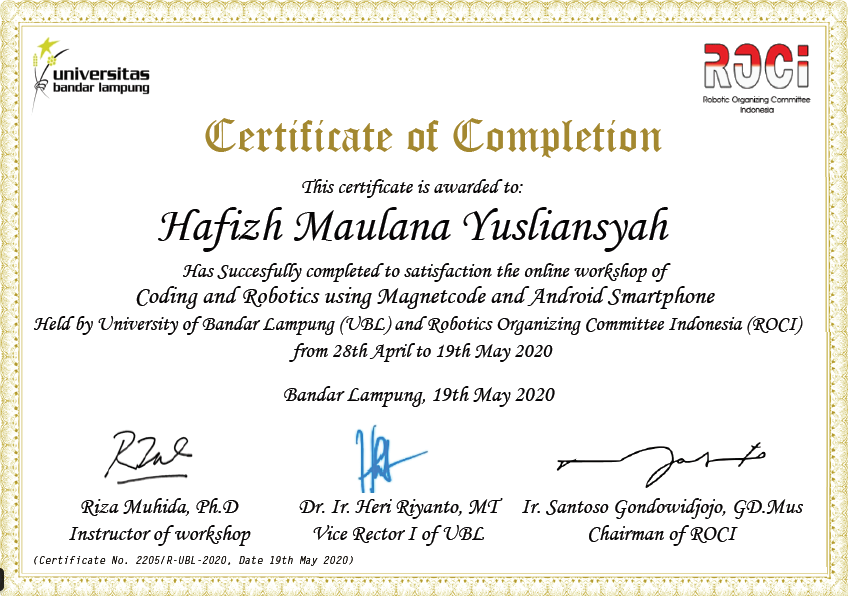 universitas
bandar lampung
ROCi
Robotic Organizing Committee
Indonesia
Certificate of Completion
This certificate is awarded to:
Hafizh Maulana Yusliansyah
Has Succesfully completed to satisfaction the online workshop of
Coding and Robotics using Magnetcode and Android Smartphone
Held by University of Bandar Lampung (UBL) and Robotics Organizing Committee Indonesia (ROCI)
from 28th April to 19th May 2020
Bandar Lampung, 19th May 2020
Riza Muhida, Ph.D
Instructor of workshop
Dr. Ir. Heri Riyanto, MT
Vice Rector I of UBL
Ir. Santoso Gondowidjojo, GD.Mus
Chairman of ROCI
(Certificate No. 2205/R-UBL-2020, Date 19th May 2020)